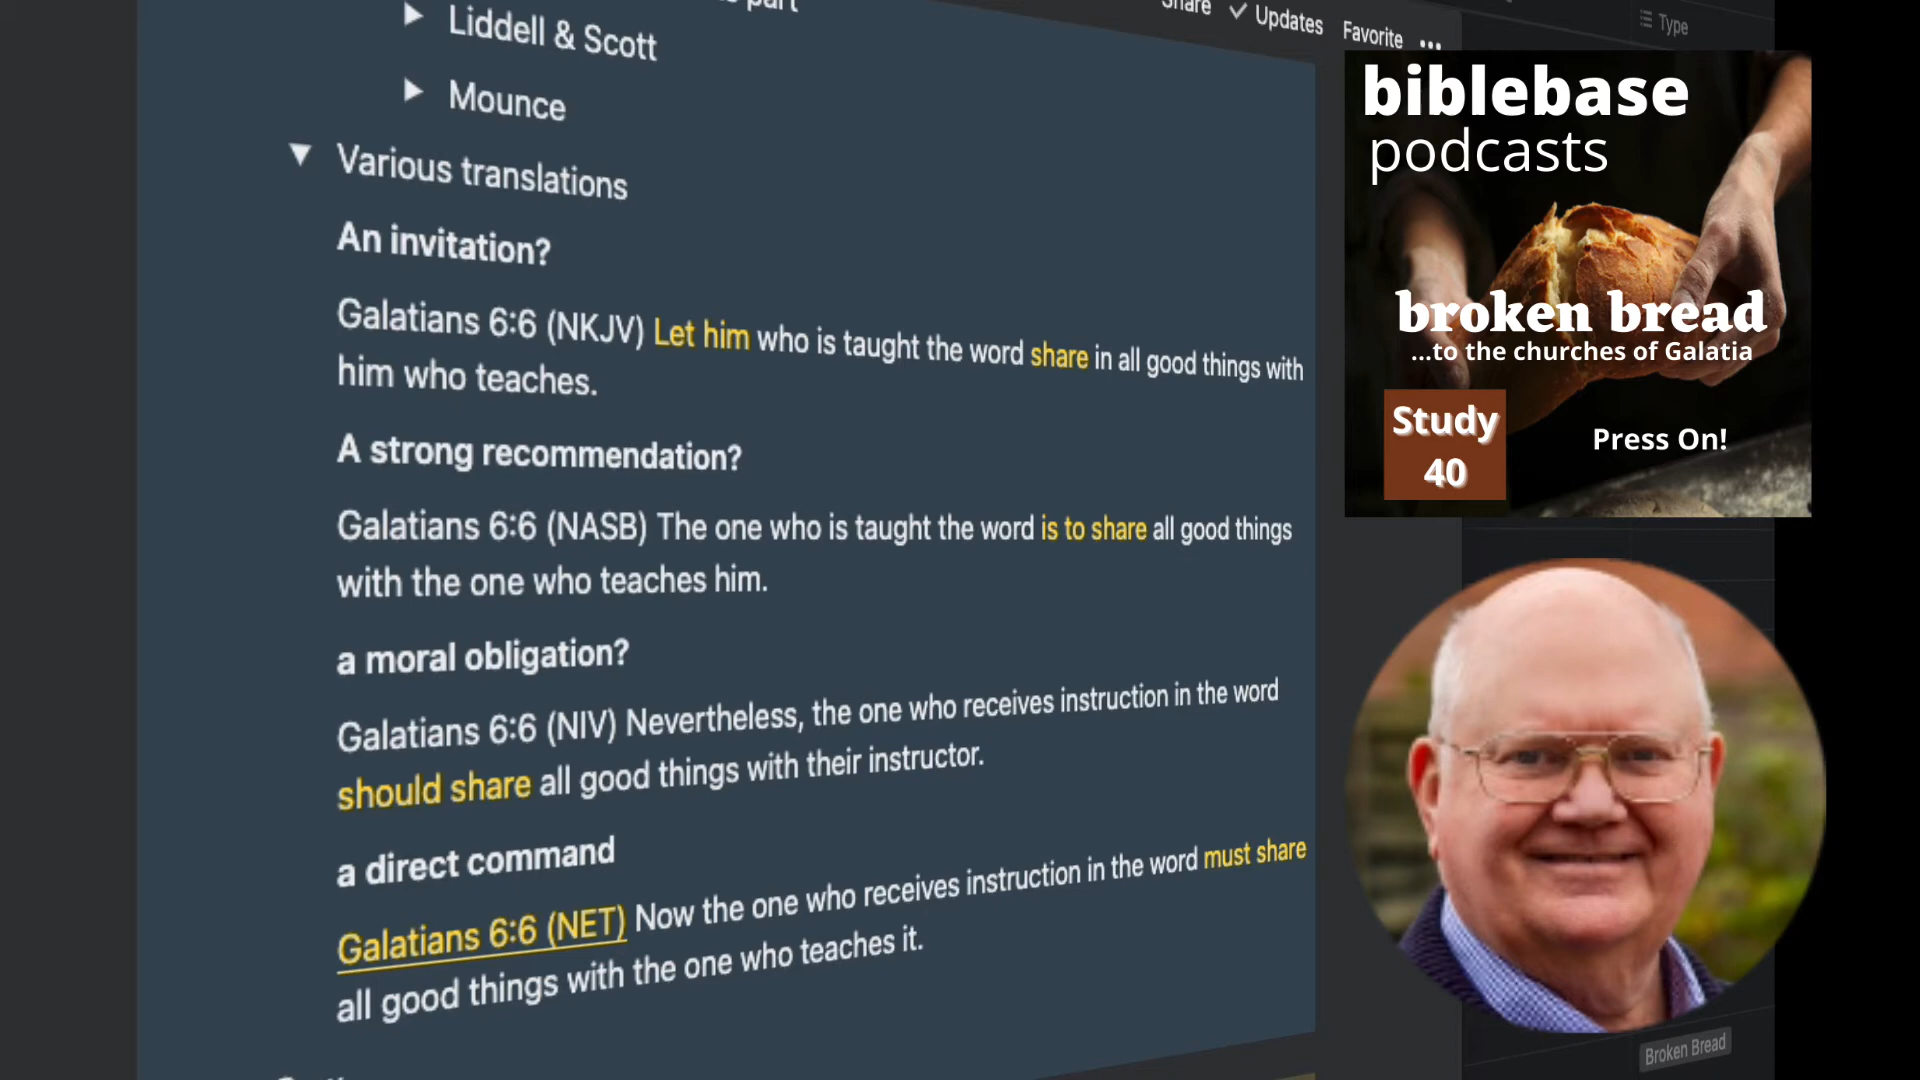 part
Share
Updates
Favorite
Type
Liddell & Scott
Mounce
Various translations
An invitation?
Galatians 6:6 (NKJV) Let him who is taught the word share in all good things with
him who teaches.
A strong recommendation?
Galatians 6:6 (NASB) The one who is taught the word is to share all good things
with the one who teaches him.
a moral obligation?
Galatians 6:6 (NIV) Nevertheless, the one who receives instruction in the word
should share all good things with their instructor.
a direct command
Galatians 6:6 (NET) Now the one who receives instruction in the word must share
all good things with the one who teaches it.
biblebase
podcasts
broken bread
...to the churches of Galatia
Study
40
Press On!
Broken Bread